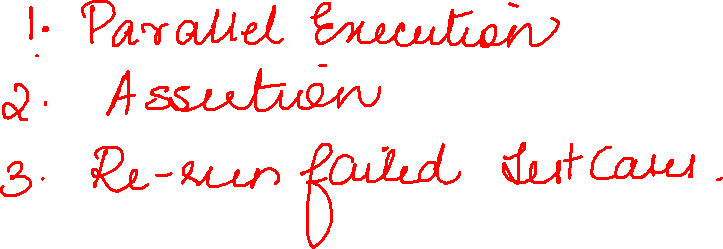 1. Parallel Execution
2. Assertion
3. Re-run failed Test Cases.